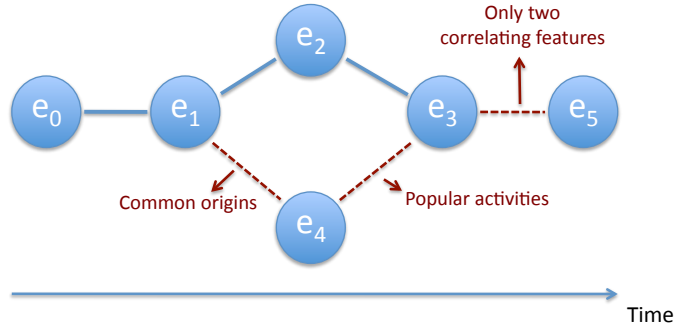 Only two
correlating features
e2
e0
e1
e3
e5
Common origins
Popular activities
e4
Time